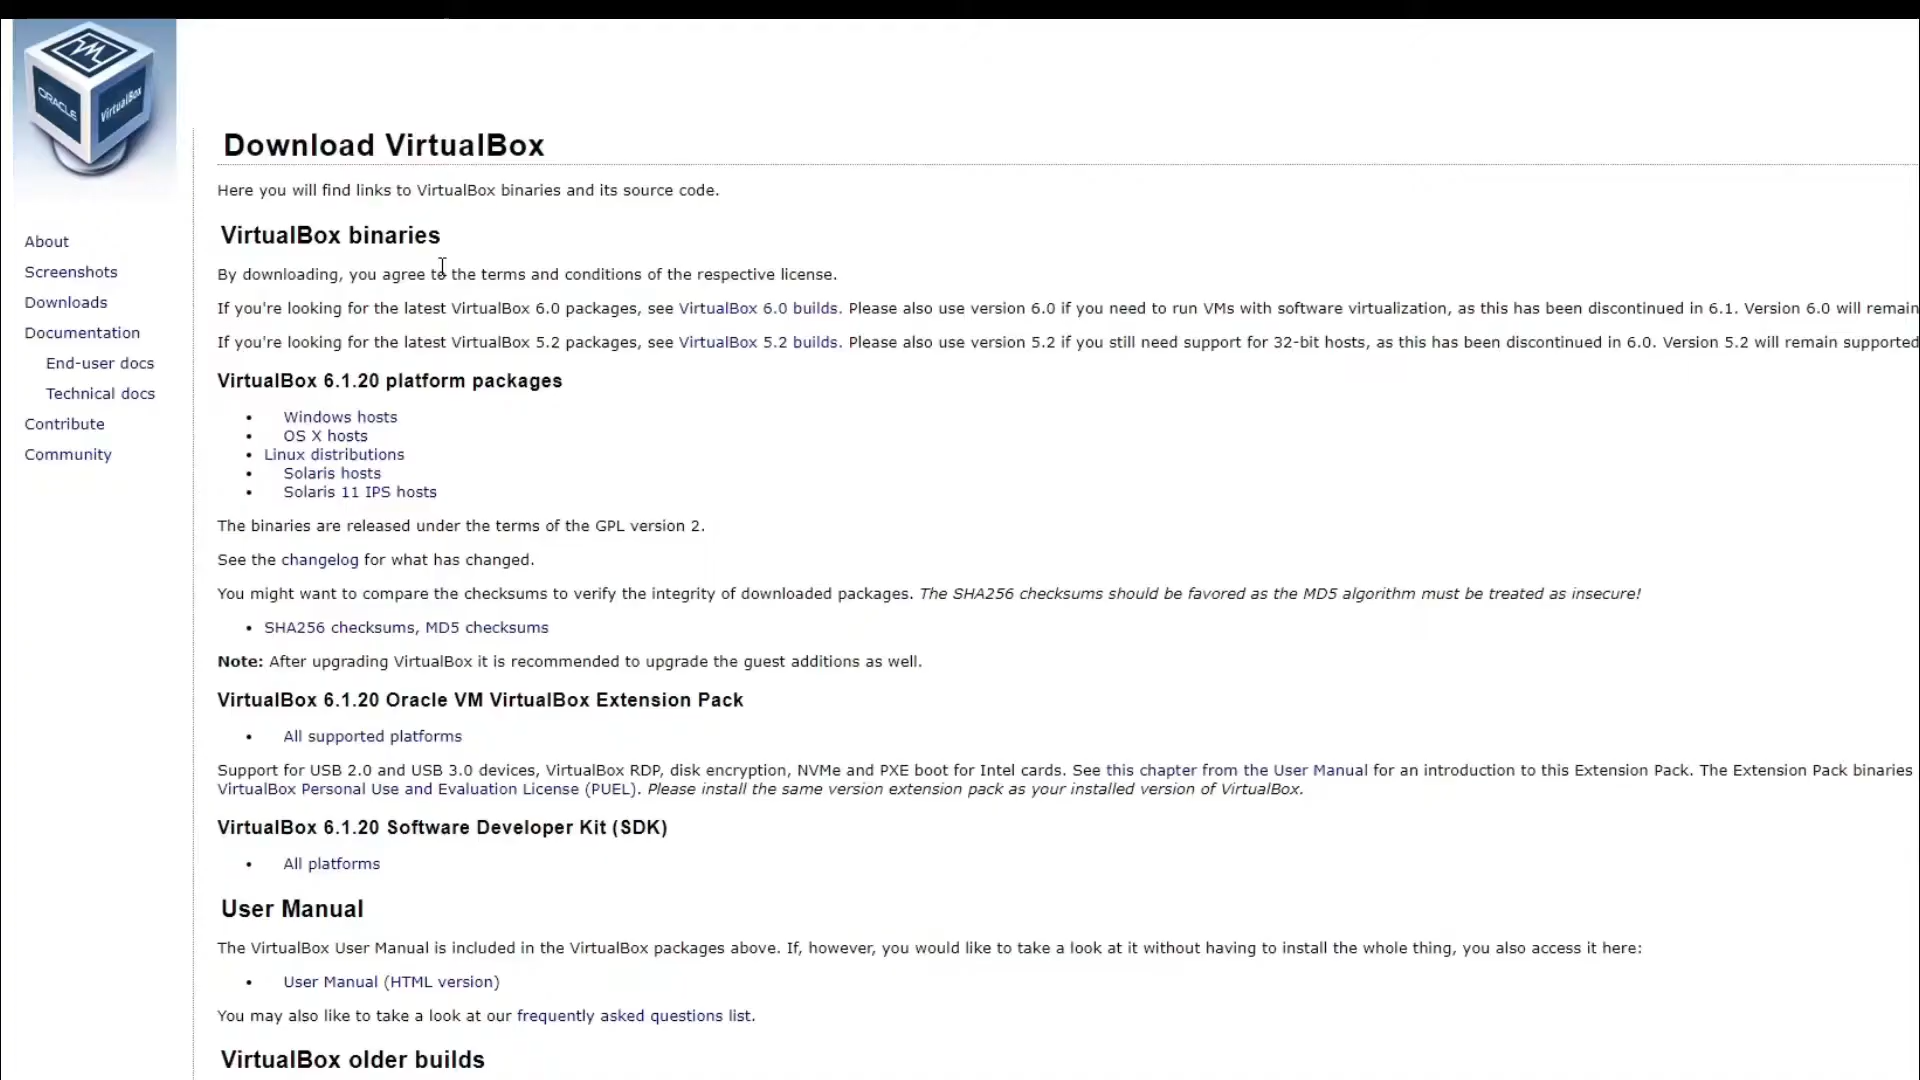 ORACLE
VirtualBox
About
Screenshots
Downloads
Documentation
End-user docs
Technical docs
Contribute
Community
Download VirtualBox
Here you will find links to VirtualBox binaries and its source code.
VirtualBox binaries
By downloading, you agree to the terms and conditions of the respective license.
If you're looking for the latest VirtualBox 6.0 packages, see VirtualBox 6.0 builds. Please also use version 6.0 if you need to run VMs with software virtualization, as this has been discontinued in 6.1. Version 6.0 will remain
If you're looking for the latest VirtualBox 5.2 packages, see VirtualBox 5.2 builds. Please also use version 5.2 if you still need support for 32-bit hosts, as this has been discontinued in 6.0. Version 5.2 will remain supported
VirtualBox 6.1.20 platform packages
• Windows hosts
• OS X hosts
• Linux distributions
• Solaris hosts
• Solaris 11 IPS hosts
The binaries are released under the terms of the GPL version 2.
See the changelog for what has changed.
You might want to compare the checksums to verify the integrity of downloaded packages. The SHA256 checksums should be favored as the MD5 algorithm must be treated as insecure!
• SHA256 checksums, MD5 checksums
Note: After upgrading VirtualBox it is recommended to upgrade the guest additions as well.
VirtualBox 6.1.20 Oracle VM VirtualBox Extension Pack
• All supported platforms
Support for USB 2.0 and USB 3.0 devices, VirtualBox RDP, disk encryption, NVMe and PXE boot for Intel cards. See this chapter from the User Manual for an introduction to this Extension Pack. The Extension Pack binaries
VirtualBox Personal Use and Evaluation License (PUEL). Please install the same version extension pack as your installed version of VirtualBox.
VirtualBox 6.1.20 Software Developer Kit (SDK)
• All platforms
User Manual
The VirtualBox User Manual is included in the VirtualBox packages above. If, however, you would like to take a look at it without having to install the whole thing, you also access it here:
• User Manual (HTML version)
You may also like to take a look at our frequently asked questions list.
VirtualBox older builds